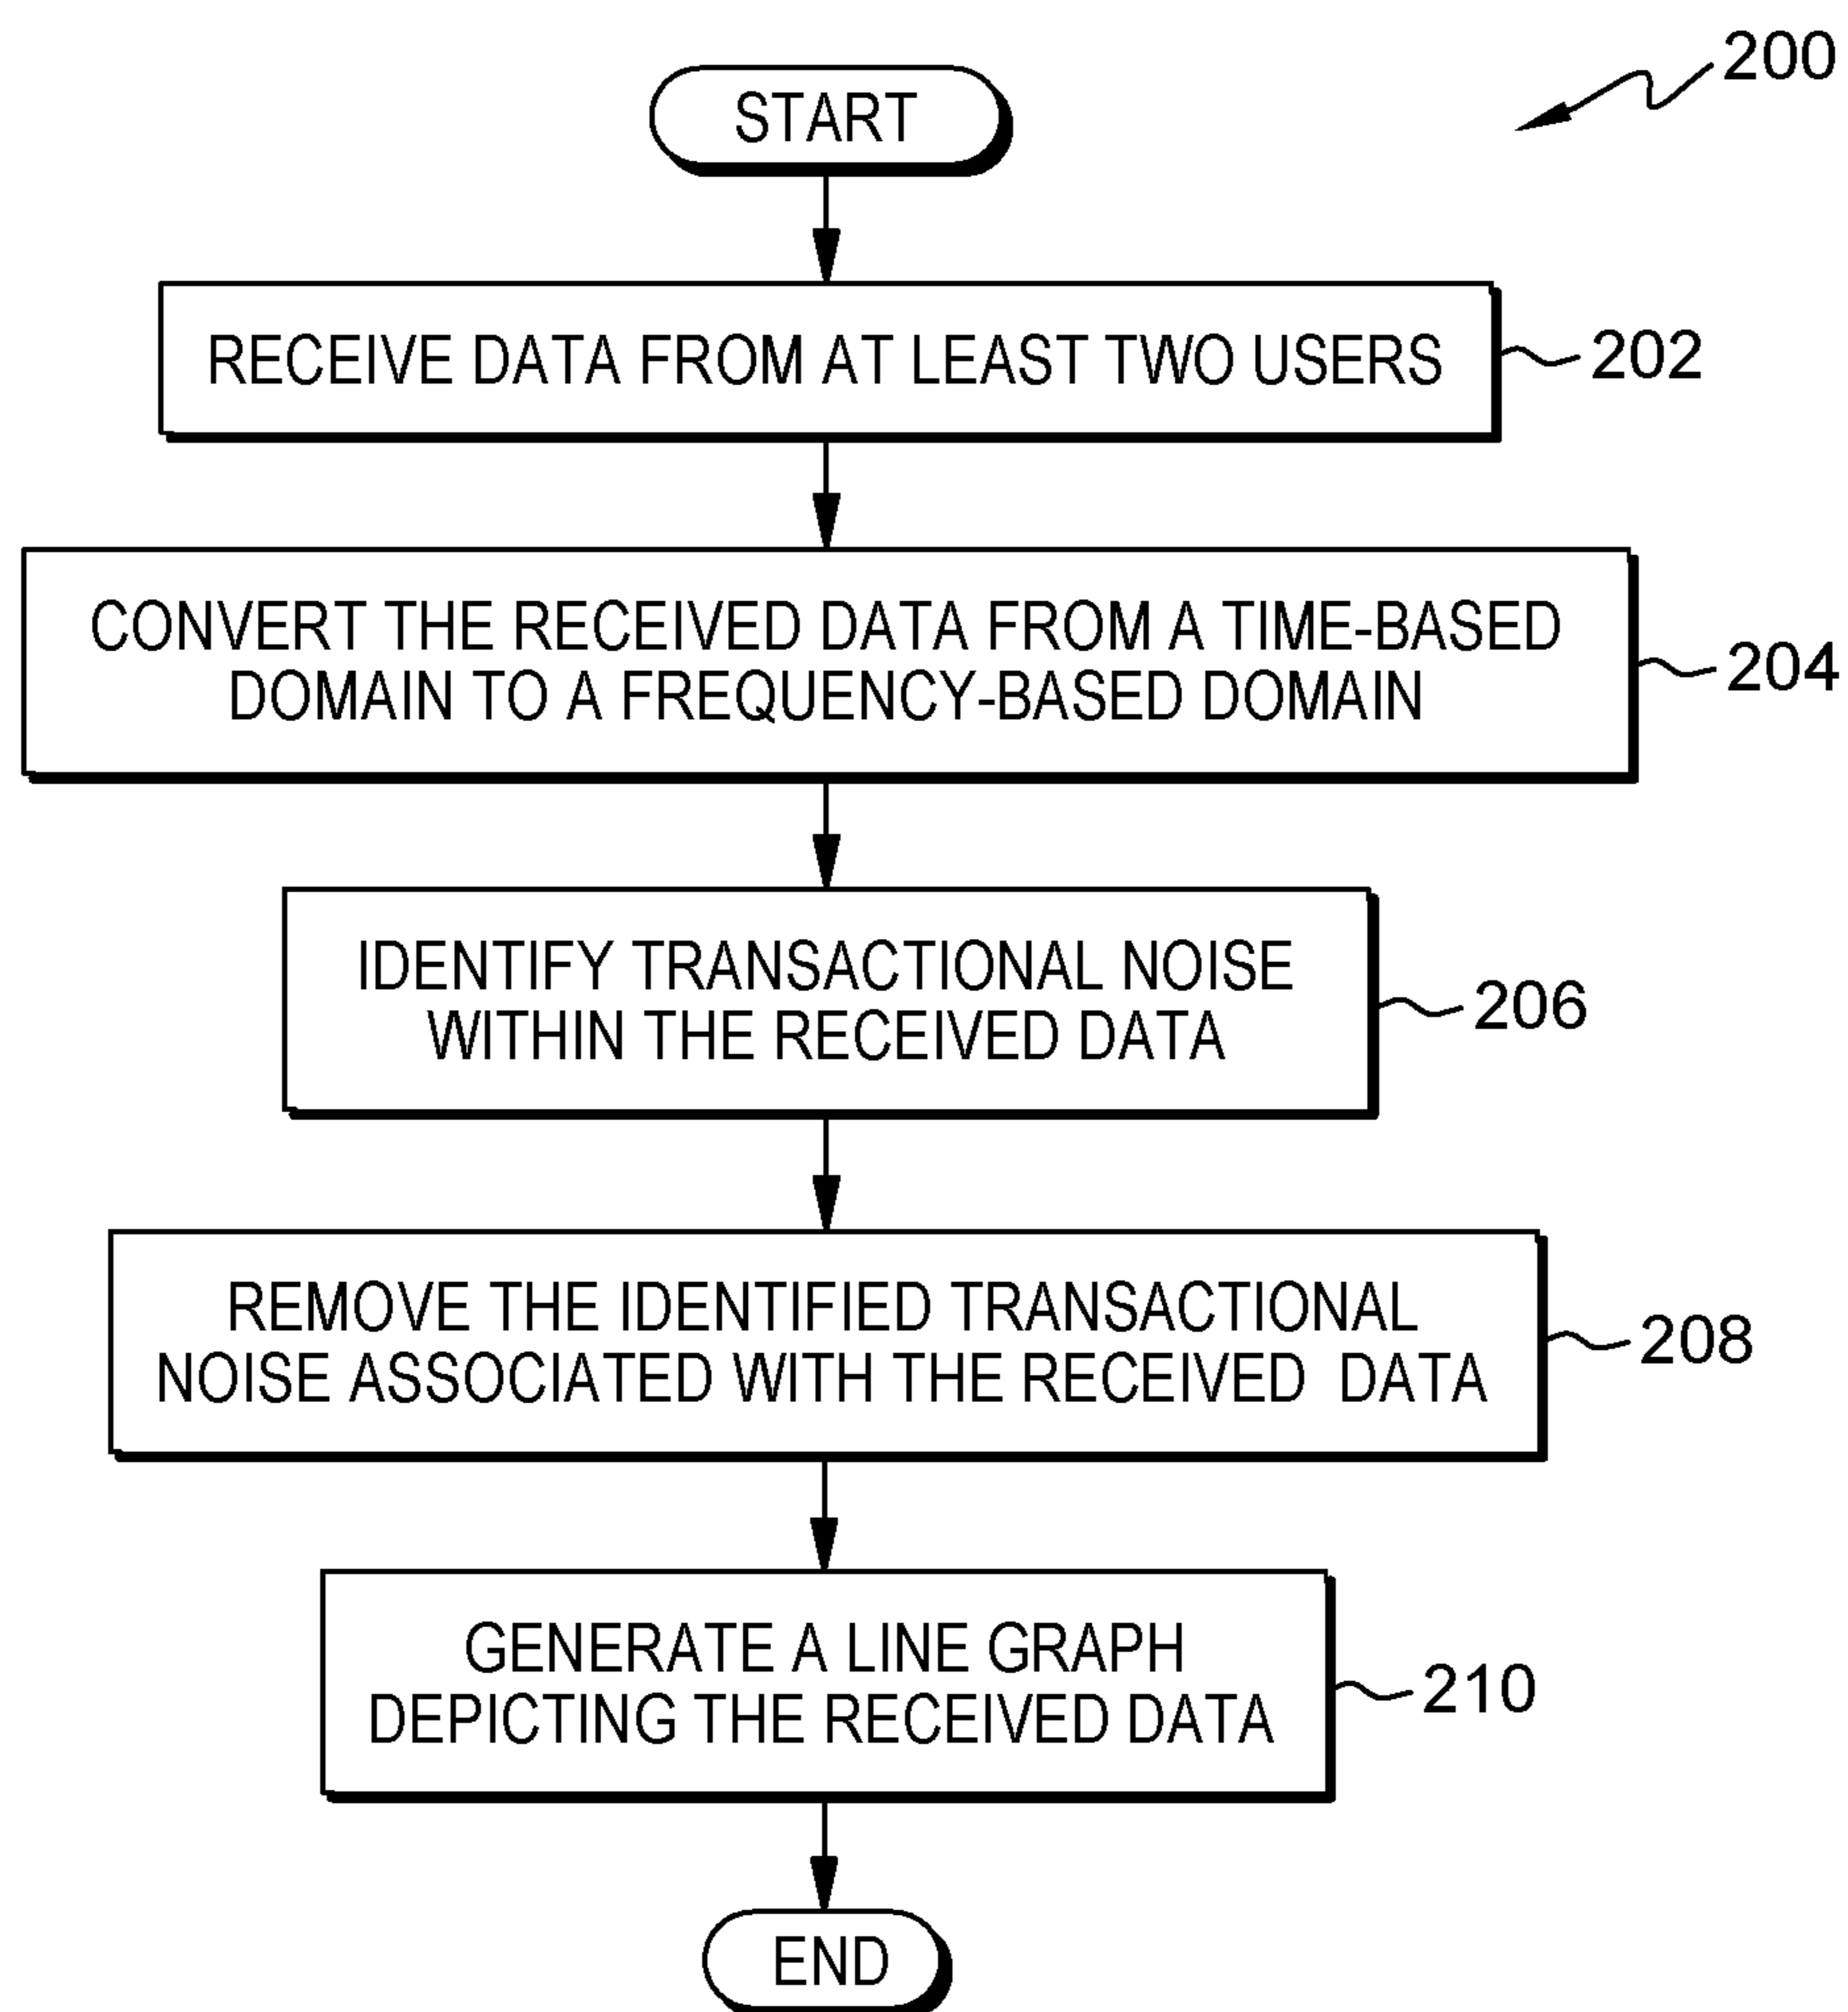 200
START
RECEIVE DATA FROM AT LEAST TWO USERS
202
CONVERT THE RECEIVED DATA FROM A TIME-BASED
DOMAIN TO A FREQUENCY-BASED DOMAIN
204
IDENTIFY TRANSACTIONAL NOISE
WITHIN THE RECEIVED DATA
206
REMOVE THE IDENTIFIED TRANSACTIONAL
NOISE ASSOCIATED WITH THE RECEIVED DATA
208
GENERATE A LINE GRAPH
DEPICTING THE RECEIVED DATA
210
END